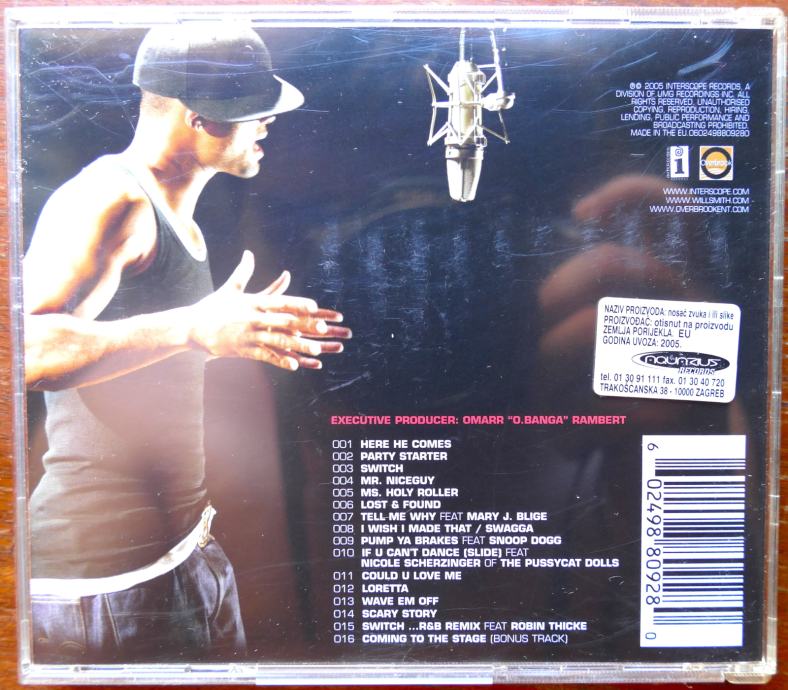 ℗© 2005 INTERSCOPE RECORDS, A
DIVISION OF UMG RECORDINGS INC. ALL
RIGHTS RESERVED. UNAUTHORISED
COPYING, REPRODUCTION, HIRING,
LENDING, PUBLIC PERFORMANCE AND
BROADCASTING PROHIBITED.
MADE IN THE EU.0602498809280
INTERSCOPE
i
Overbrook
WWW.INTERSCOPE.COM
WWW.WILLSMITH.COM
WWW.OVERBROOKENT.COM
NAZIV PROIZVODA: nosač zvuka i ili slike
PROIZVOĐAČ: otisnut na proizvodu
ZEMLJA PORIJEKLA: EU
GODINA UVOZA: 2005.
AQUARIUS
RECORDS
tel. 01 30 91 111 fax. 01 30 40 720
TRAKOŠĆANSKA 38 - 10000 ZAGREB
EXECUTIVE PRODUCER: OMARR "O.BANGA" RAMBERT
001 HERE HE COMES
002 PARTY STARTER
003 SWITCH
004 MR. NICEGUY
005 MS. HOLY ROLLER
006 LOST & FOUND
007 TELL ME WHY FEAT MARY J. BLIGE
008 I WISH I MADE THAT / SWAGGA
009 PUMP YA BRAKES FEAT SNOOP DOGG
010 IF U CAN'T DANCE (SLIDE) FEAT
NICOLE SCHERZINGER OF THE PUSSYCAT DOLLS
011 COULD U LOVE ME
012 LORETTA
013 WAVE EM OFF
014 SCARY STORY
015 SWITCH ...R&B REMIX FEAT ROBIN THICKE
016 COMING TO THE STAGE (BONUS TRACK)
6 02498 80928 0